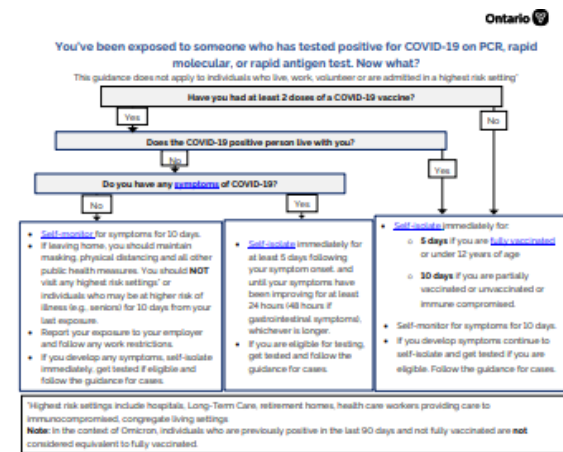 Ontario
You've been exposed to someone who has tested positive for COVID-19 on PCR, rapid
molecular, or rapid antigen test. Now what?
This guidance does not apply to individuals who live, work, volunteer or are admitted in a highest risk setting*
Have you had at least 2 doses of a COVID-19 vaccine?
Yes
No
Does the COVID-19 positive person live with you?
No
Yes
Do you have any symptoms of COVID-19?
No
Yes
• Self-monitor for symptoms for 10 days.
• If leaving home, you should maintain
masking, physical distancing and all other
public health measures. You should NOT
visit any highest risk settings* or
individuals who may be at higher risk of
illness (e.g., seniors) for 10 days from your
last exposure.
• Report your exposure to your employer
and follow any work restrictions.
• If you develop any symptoms, self-isolate
immediately, get tested if eligible and
follow the guidance for cases.
• Self-isolate immediately for
at least 5 days following
your symptom onset, and
until your symptoms have
been improving for at least
24 hours (48 hours if
gastrointestinal symptoms),
whichever is longer.
• If you are eligible for testing,
get tested and follow the
guidance for cases.
• Self-isolate immediately for:
o 5 days if you are fully vaccinated
or under 12 years of age
o 10 days if you are partially
vaccinated or unvaccinated or
immune compromised.
• Self-monitor for symptoms for 10 days.
• If you develop symptoms continue to
self-isolate and get tested if you are
eligible. Follow the guidance for cases.
*Highest risk settings include hospitals, Long-Term Care, retirement homes, health care workers providing care to
immunocompromised, congregate living settings
Note: In the context of Omicron, individuals who are previously positive in the last 90 days and not fully vaccinated are not
considered equivalent to fully vaccinated.